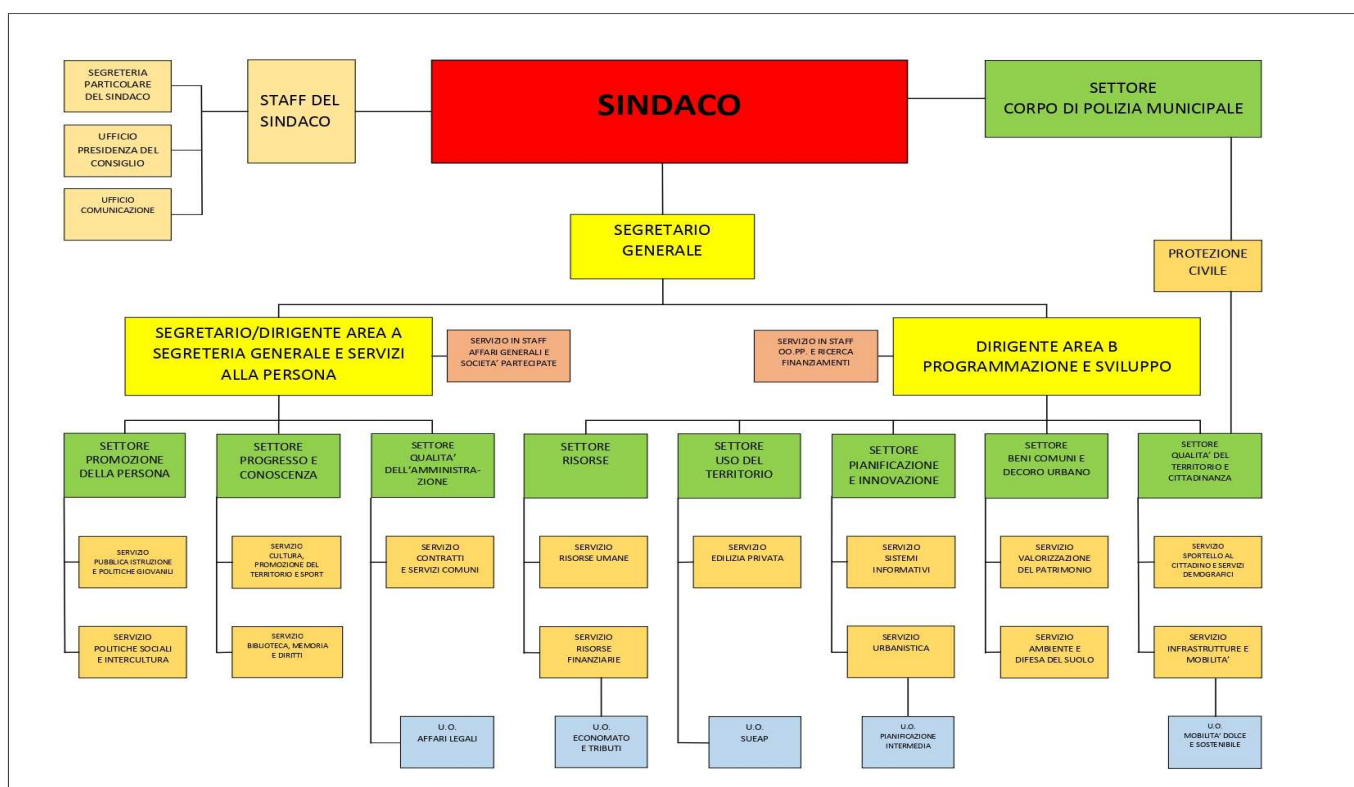 SEGRETERIA
PARTICOLARE
DEL SINDACO
UFFICIO
PRESIDENZA DEL
CONSIGLIO
UFFICIO
COMUNICAZIONE
STAFF DEL
SINDACO
SINDACO
SETTORE
CORPO DI POLIZIA MUNICIPALE
SEGRETARIO
GENERALE
PROTEZIONE
CIVILE
SEGRETARIO/DIRIGENTE AREA A
SEGRETERIA GENERALE E SERVIZI
ALLA PERSONA
SERVIZIO IN STAFF
AFFARI GENERALI E
SOCIETA' PARTECIPATE
SERVIZIO IN STAFF
OO.PP. E RICERCA
FINANZIAMENTI
DIRIGENTE AREA B
PROGRAMMAZIONE E SVILUPPO
SETTORE
PROMOZIONE
DELLA PERSONA
SETTORE
PROGRESSO E
CONOSCENZA
SETTORE
QUALITA'
DELL'AMMINISTRA-
ZIONE
SETTORE
RISORSE
SETTORE
USO DEL
TERRITORIO
SETTORE
PIANIFICAZIONE
E INNOVAZIONE
SETTORE
BENI COMUNI E
DECORO URBANO
SETTORE
QUALITA' DEL
TERRITORIO E
CITTADINANZA
SERVIZIO
PUBBLICA ISTRUZIONE
E POLITICHE GIOVANILI
SERVIZIO
CULTURA,
PROMOZIONE DEL
TERRITORIO E SPORT
SERVIZIO
CONTRATTI
E SERVIZI COMUNI
SERVIZIO
RISORSE UMANE
SERVIZIO
EDILIZIA PRIVATA
SERVIZIO
SISTEMI
INFORMATIVI
SERVIZIO
VALORIZZAZIONE
DEL PATRIMONIO
SERVIZIO
SPORTELLO AL
CITTADINO E SERVIZI
DEMOGRAFICI
SERVIZIO
POLITICHE SOCIALI
E INTERCULTURA
SERVIZIO
BIBLIOTECA, MEMORIA
E DIRITTI
SERVIZIO
RISORSE
FINANZIARIE
SERVIZIO
URBANISTICA
SERVIZIO
AMBIENTE E
DIFESA DEL SUOLO
SERVIZIO
INFRASTRUTTURE E
MOBILITA'
U.O.
AFFARI LEGALI
U.O.
ECONOMATO
E TRIBUTI
U.O.
SUEAP
U.O.
PIANIFICAZIONE
INTERMEDIA
U.O.
MOBILITA' DOLCE
E SOSTENIBILE